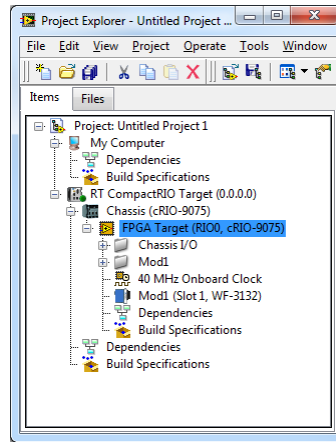 Project Explorer - Untitled Project ...
File Edit View Project Operate Tools Window
Items Files
Project: Untitled Project 1
My Computer
Dependencies
Build Specifications
RT CompactRIO Target (0.0.0.0)
Chassis (cRIO-9075)
FPGA Target (RIO0, cRIO-9075)
Chassis I/O
Mod1
40 MHz Onboard Clock
Mod1 (Slot 1, WF-3132)
Dependencies
Build Specifications
Dependencies
Build Specifications